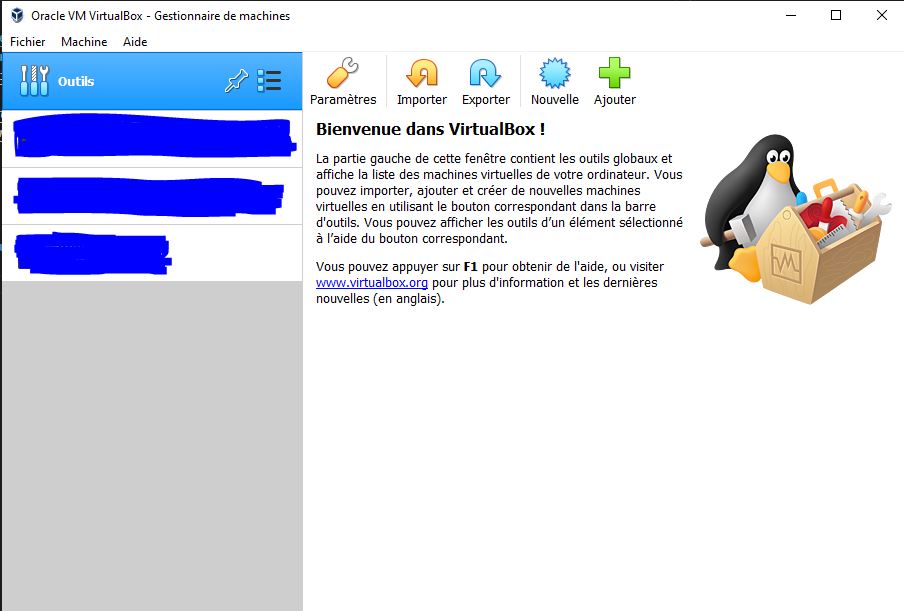 Oracle VM VirtualBox - Gestionnaire de machines
Fichier Machine Aide
Outils
Paramètres Importer Exporter Nouvelle Ajouter
Bienvenue dans VirtualBox !
La partie gauche de cette fenêtre contient les outils globaux et
affiche la liste des machines virtuelles de votre ordinateur. Vous
pouvez importer, ajouter et créer de nouvelles machines
virtuelles en utilisant le bouton correspondant dans la barre
d'outils. Vous pouvez afficher les outils d’un élément sélectionné
à l’aide du bouton correspondant.
Vous pouvez appuyer sur F1 pour obtenir de l'aide, ou visiter
www.virtualbox.org pour plus d'information et les dernières
nouvelles (en anglais).